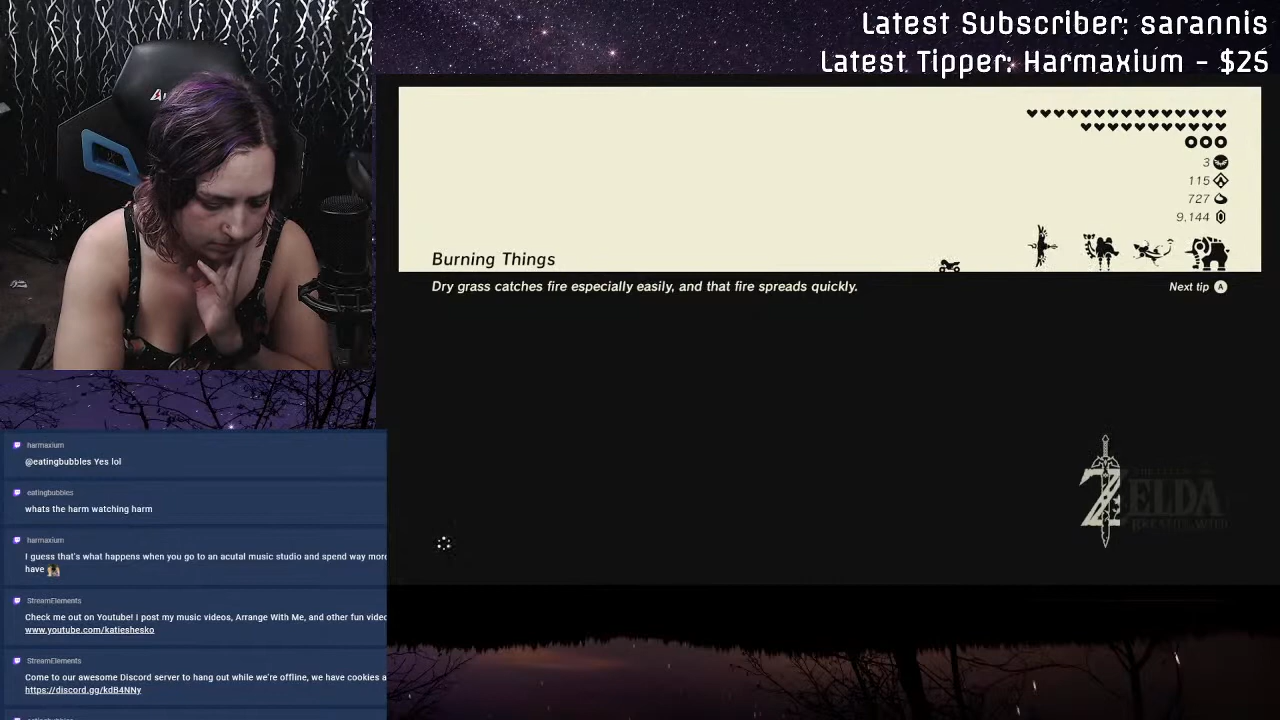 Latest Subscriber: sarannis
Latest Tipper: Harmaxium - $25
3
115
727
9,144
Burning Things
Dry grass catches fire especially easily, and that fire spreads quickly.
Next tip A
ZELDA
harmaxium
@eatingbubbles Yes lol
eatingbubbles
whats the harm watching harm
harmaxium
I guess that's what happens when you go to an acutal music studio and spend way more
have
StreamElements
Check me out on Youtube! I post my music videos, Arrange With Me, and other fun video
www.youtube.com/katieshesko
StreamElements
Come to our awesome Discord server to hang out while we're offline, we have cookies a
https://discord.gg/kdB4NNy